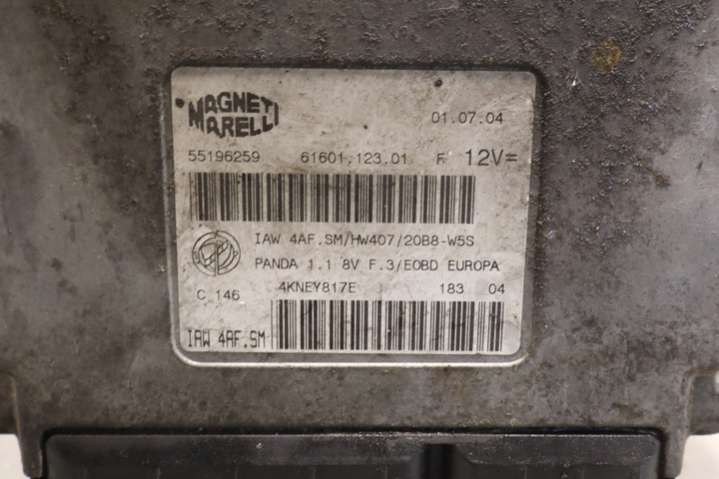 MAGNETI
MARELLI
01.07.04
55196259 61601.123.01 F 12V=
IAW 4AF.SM/HW407/20B8-W5S
PANDA 1.1 8V F.3/EOBD EUROPA
C 146 4KNEY817E 183 04
IAW 4AF.SM